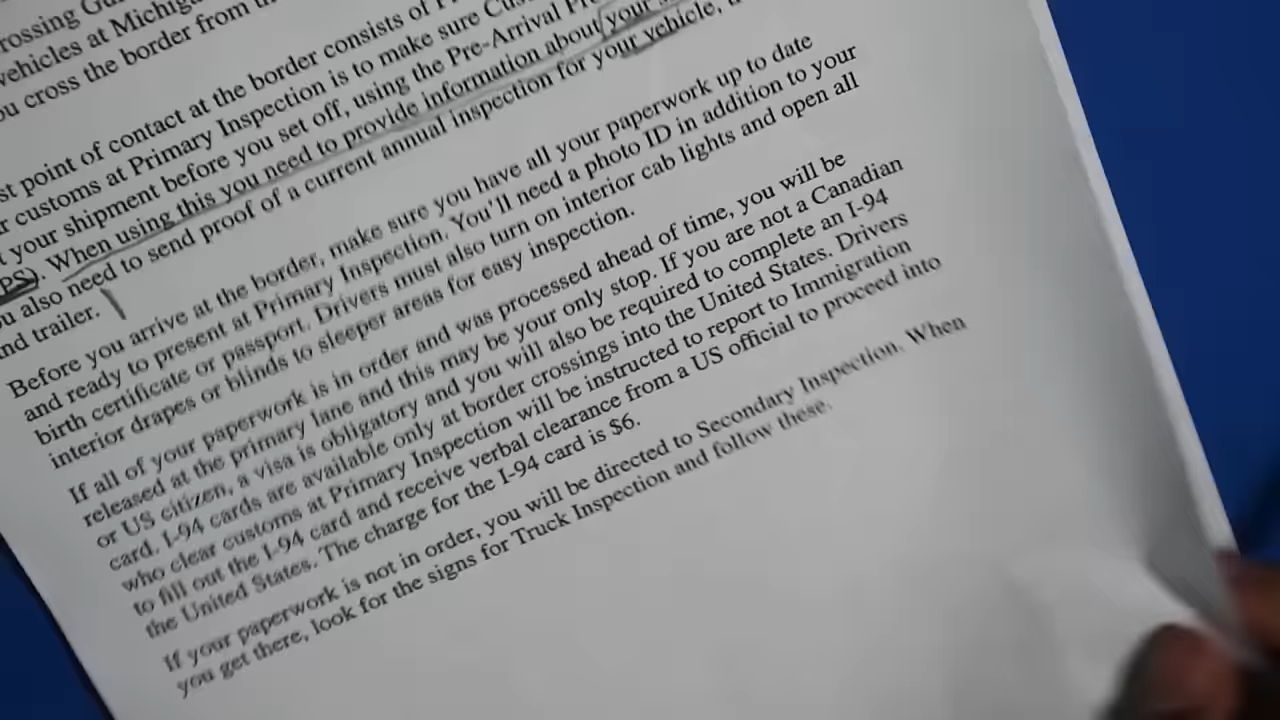 rossing Gu
vehicles at Michiga
ou cross the border from
st point of contact at the border consists of
r customs at Primary Inspection is to make sure
t your shipment before you set off, using the Pre-Arrival
PS). When using this you need to provide information about your
ou also need to send proof of a current annual inspection for your vehicle,
nd trailer.
Before you arrive at the border, make sure you have all your paperwork up to date
and ready to present at Primary Inspection. You'll need a photo ID in addition to your
birth certificate or passport. Drivers must also turn on interior cab lights and open all
interior drapes or blinds to sleeper areas for easy inspection.
If all of your paperwork is in order and was processed ahead of time, you will be
released at the primary lane and this may be your only stop. If you are not a Canadian
or US citizen, a visa is obligatory and you will also be required to complete an I-94
card. I-94 cards are available only at border crossings into the United States. Drivers
who clear customs at Primary Inspection will be instructed to report to Immigration
to fill out the I-94 card and receive verbal clearance from a US official to proceed into
the United States. The charge for the I-94 card is $6.
If your paperwork is not in order, you will be directed to Secondary Inspection. When
you get there, look for the signs for Truck Inspection and follow these.